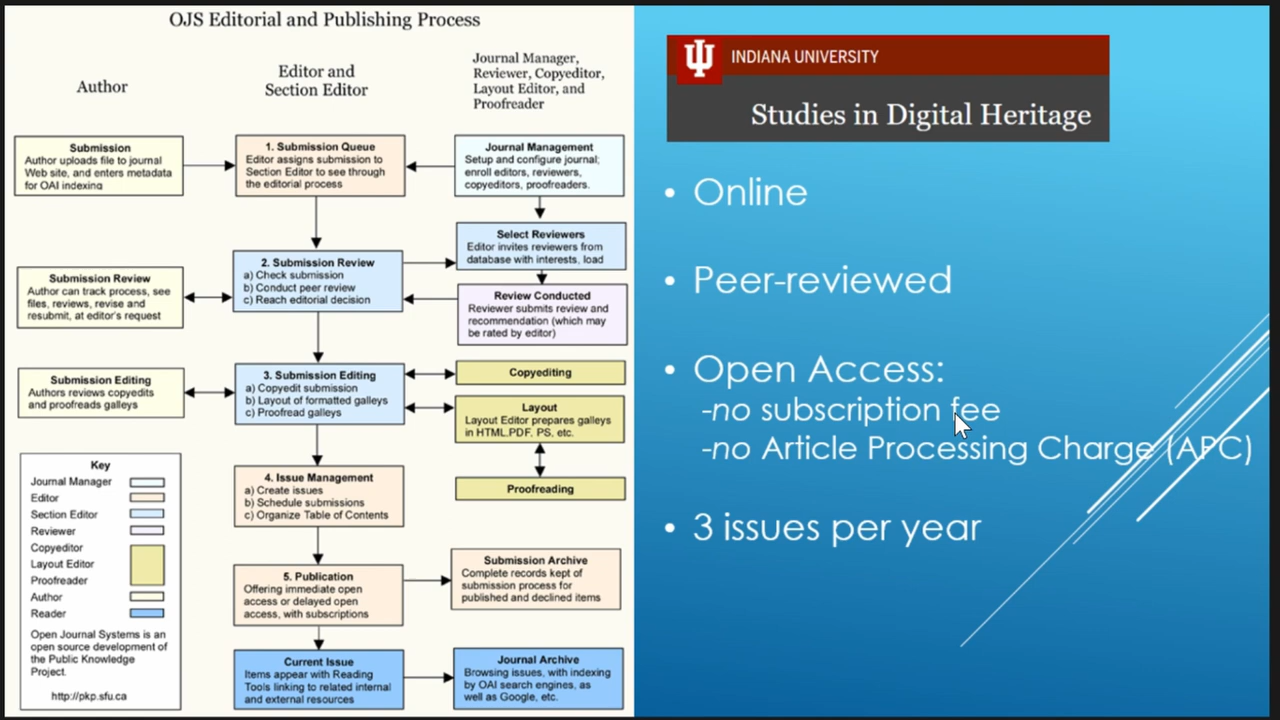 OJS Editorial and Publishing Process
Author
Editor and
Section Editor
Journal Manager,
Reviewer, Copyeditor,
Layout Editor, and
Proofreader
Submission
Author uploads file to journal
Web site, and enters metadata
for OAI indexing
1. Submission Queue
Editor assigns submission to
Section Editor to see through
the editorial process
Journal Management
Setup and configure journal;
enroll editors, reviewers,
copyeditors, proofreaders.
Select Reviewers
Editor invites reviewers from
database with interests, load
Submission Review
Author can track process, see
files, reviews, revise and
resubmit, at editor's request
2. Submission Review
a) Check submission
b) Conduct peer review
c) Reach editorial decision
Review Conducted
Reviewer submits review and
recommendation (which may
be rated by editor)
Submission Editing
Authors reviews copyedits
and proofreads galleys
3. Submission Editing
a) Copyedit submission
b) Layout of formatted galleys
c) Proofread galleys
Copyediting
Layout
Layout Editor prepares galleys
in HTML.PDF, PS, etc.
Proofreading
4. Issue Management
a) Create issues
b) Schedule submissions
c) Organize Table of Contents
5. Publication
Offering immediate open
access or delayed open
access, with subscriptions
Submission Archive
Complete records kept of
submission process for
published and declined items
Current Issue
Items appear with Reading
Tools linking to related internal
and external resources
Journal Archive
Browsing issues, with indexing
by OAI search engines, as
well as Google, etc.
Key
Journal Manager
Editor
Section Editor
Reviewer
Copyeditor
Layout Editor
Proofreader
Author
Reader
Open Journal Systems is an
open source development of
the Public Knowledge
Project.
http://pkp.sfu.ca
INDIANA UNIVERSITY
Studies in Digital Heritage
• Online
• Peer-reviewed
• Open Access:
-no subscription fee
-no Article Processing Charge (APC)
• 3 issues per year